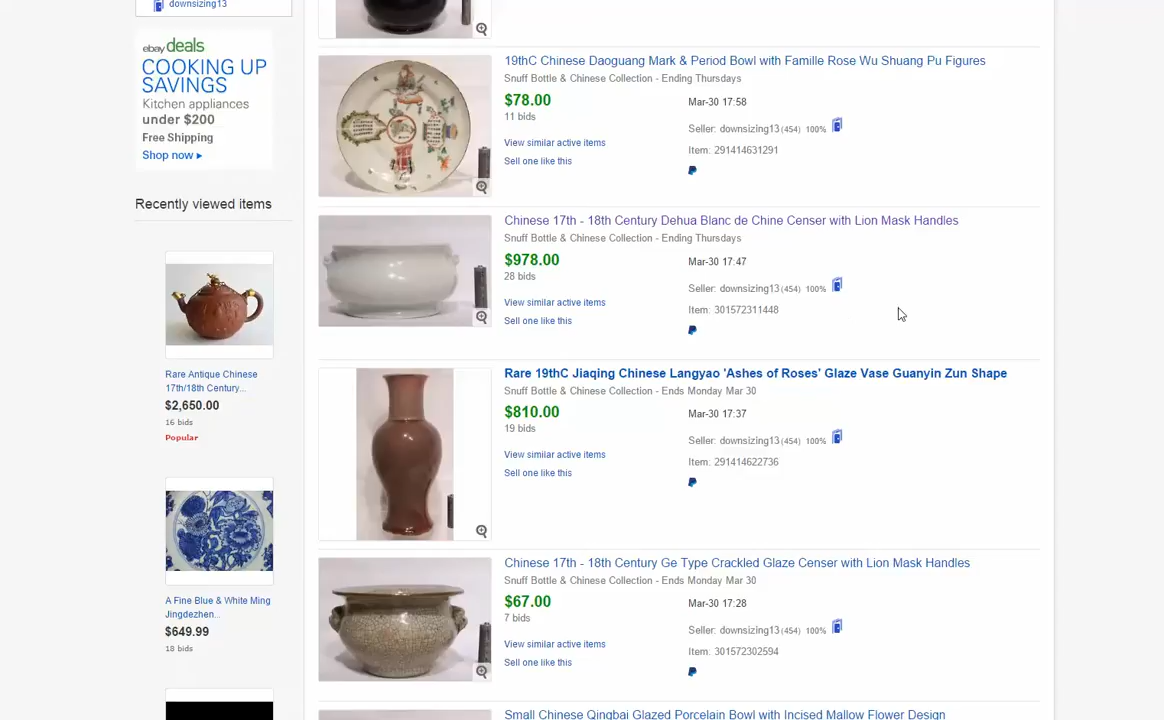 downsizing13
ebay deals
COOKING UP
SAVINGS
Kitchen appliances
under $200
Free Shipping
Shop now ▸
Recently viewed items
Rare Antique Chinese
17th/18th Century...
$2,650.00
16 bids
Popular
A Fine Blue & White Ming
Jingdezhen...
$649.99
18 bids
19thC Chinese Daoguang Mark & Period Bowl with Famille Rose Wu Shuang Pu Figures
Snuff Bottle & Chinese Collection - Ending Thursdays
$78.00 Mar-30 17:58
11 bids
Seller: downsizing13 (454) 100%
View similar active items
Item: 291414631291
Sell one like this
Chinese 17th - 18th Century Dehua Blanc de Chine Censer with Lion Mask Handles
Snuff Bottle & Chinese Collection - Ending Thursdays
$978.00 Mar-30 17:47
28 bids
Seller: downsizing13 (454) 100%
View similar active items
Item: 301572311448
Sell one like this
Rare 19thC Jiaqing Chinese Langyao 'Ashes of Roses' Glaze Vase Guanyin Zun Shape
Snuff Bottle & Chinese Collection - Ends Monday Mar 30
$810.00 Mar-30 17:37
19 bids
Seller: downsizing13 (454) 100%
View similar active items
Item: 291414622736
Sell one like this
Chinese 17th - 18th Century Ge Type Crackled Glaze Censer with Lion Mask Handles
Snuff Bottle & Chinese Collection - Ends Monday Mar 30
$67.00 Mar-30 17:28
7 bids
Seller: downsizing13 (454) 100%
View similar active items
Item: 301572302594
Sell one like this
Small Chinese Qingbai Glazed Porcelain Bowl with Incised Mallow Flower Design